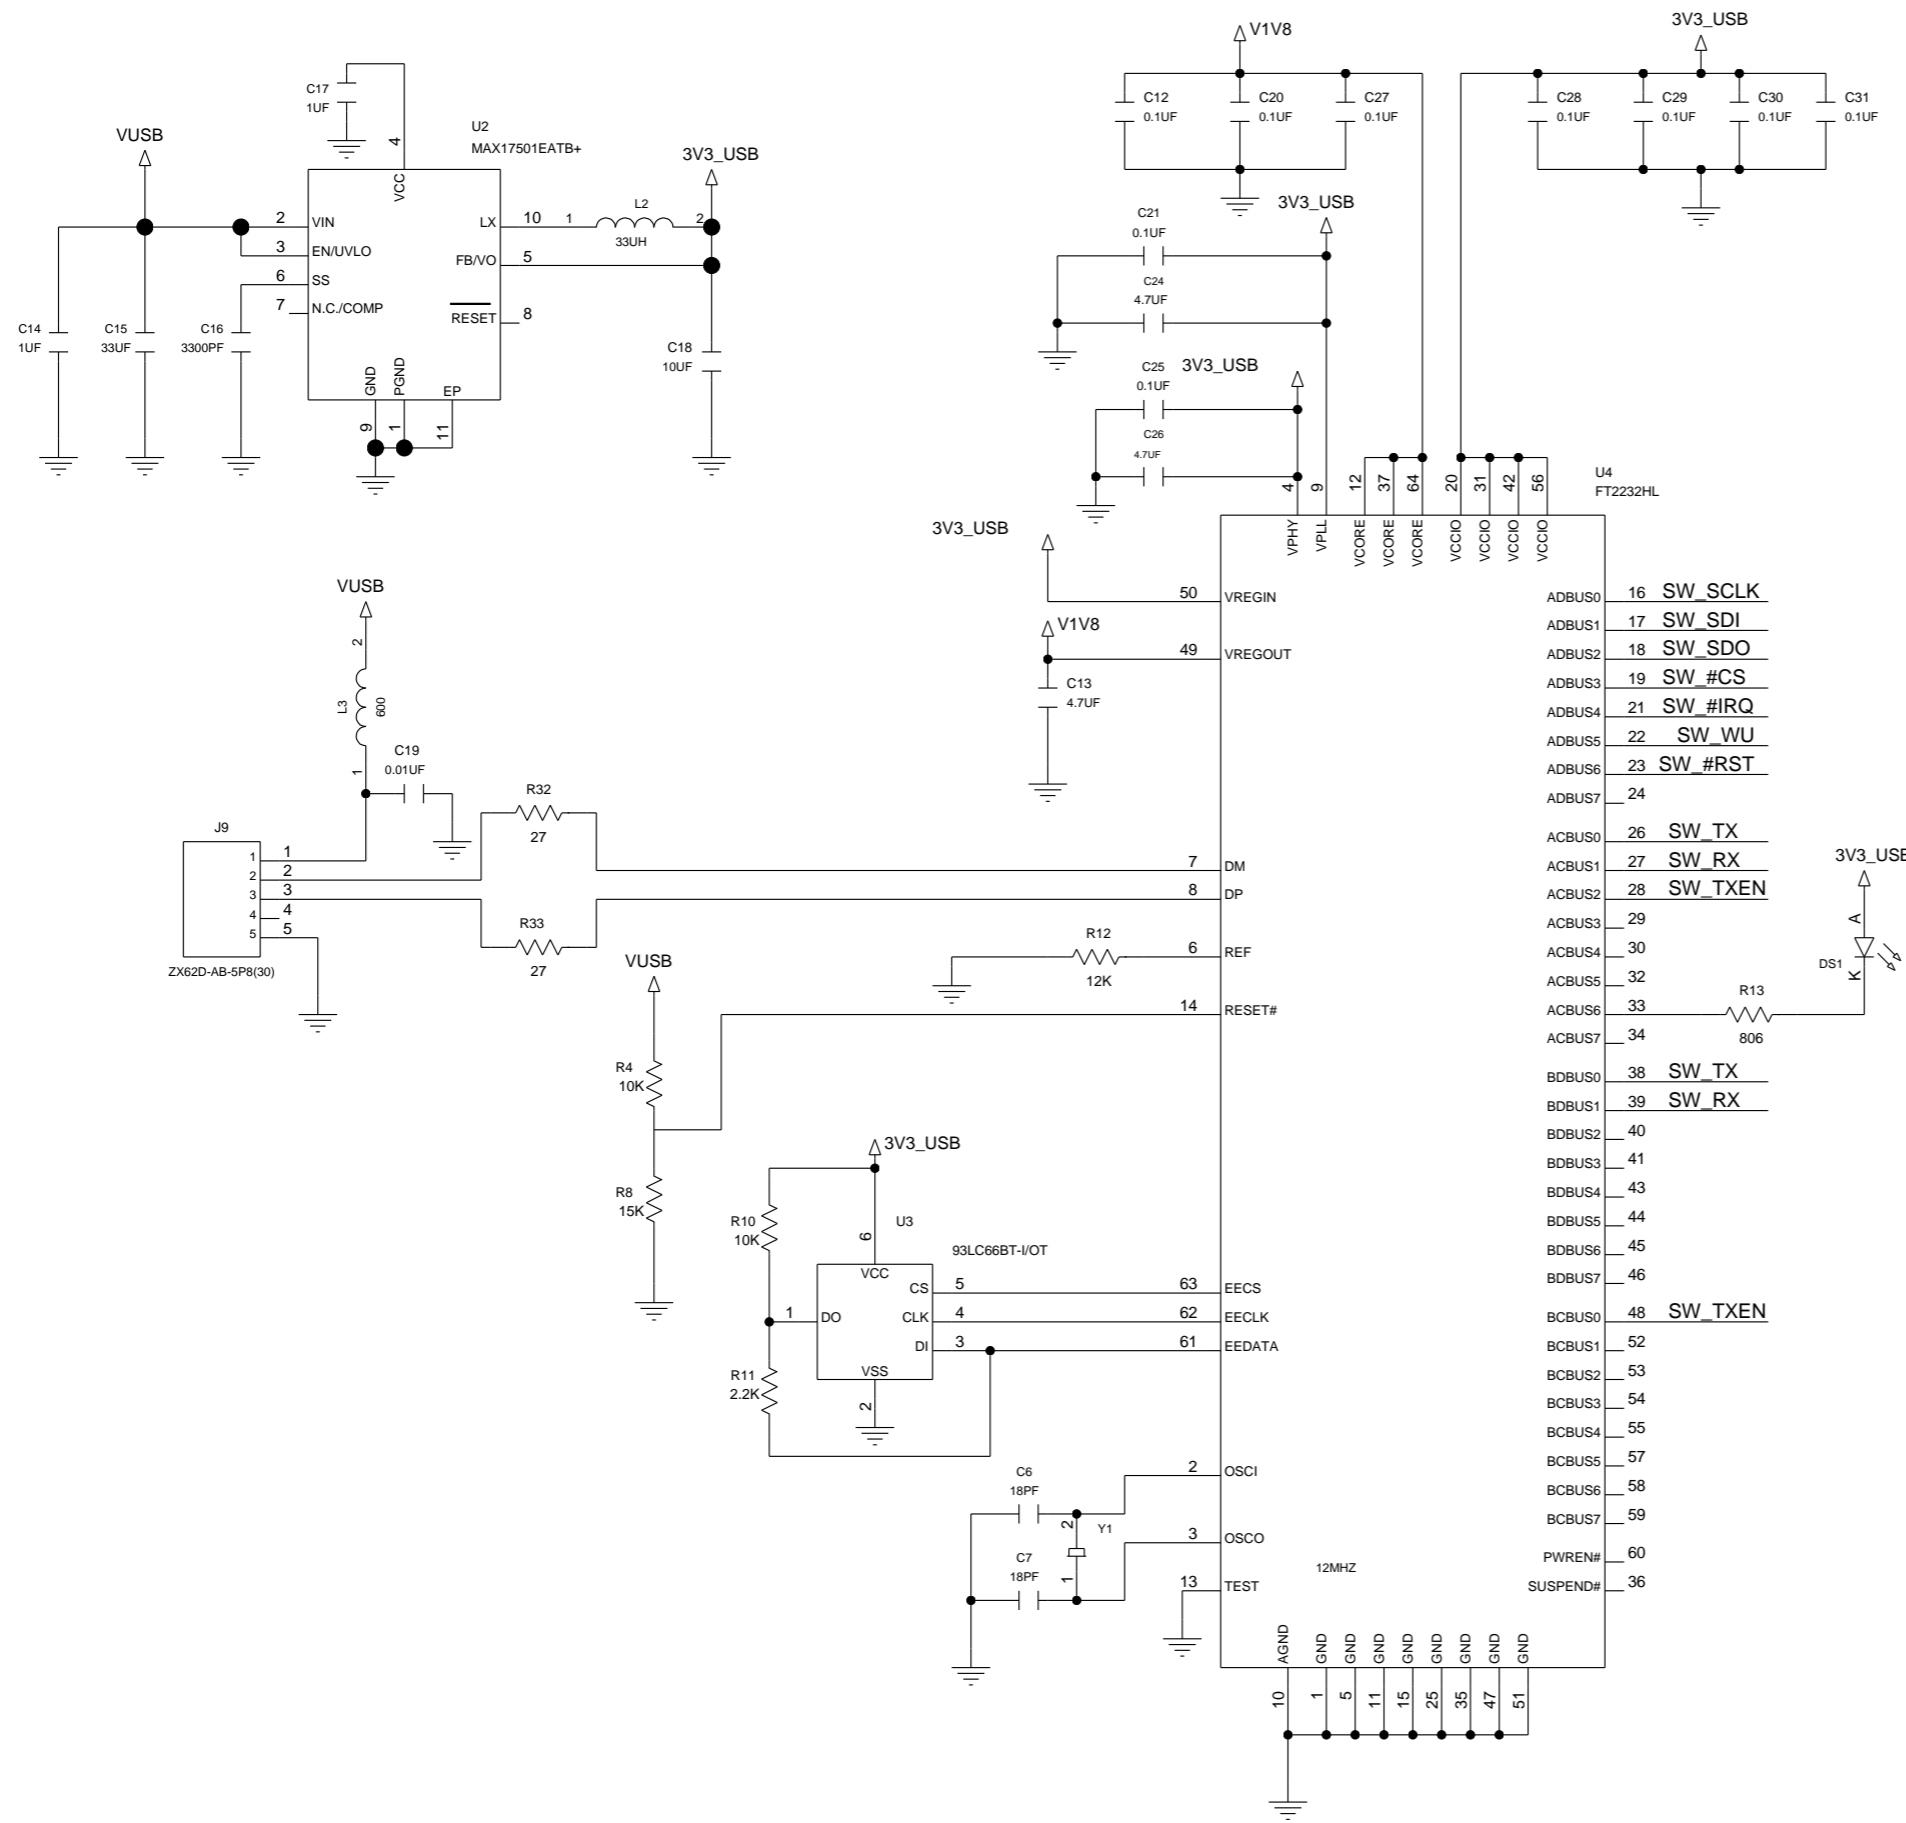 C17
1UF
U2
MAX17501EATB+
VUSB
3V3_USB
4
VCC
2
VIN
3
EN/UVLO
6
SS
7
N.C./COMP
LX
10
1
L2
33UH
2
FB/VO
5
RESET
8
GND
PGND
EP
9
1
11
C14
1UF
C15
33UF
C16
3300PF
C18
10UF
V1V8
C12
0.1UF
C20
0.1UF
C27
0.1UF
3V3_USB
C28
0.1UF
C29
0.1UF
C30
0.1UF
C31
0.1UF
3V3_USB
C21
0.1UF
C24
4.7UF
3V3_USB
C25
0.1UF
C26
4.7UF
U4
FT2232HL
4
9
12
37
64
20
31
42
56
VPHY
VPLL
VCORE
VCORE
VCORE
VCCIO
VCCIO
VCCIO
VCCIO
3V3_USB
50
VREGIN
V1V8
49
VREGOUT
C13
4.7UF
VUSB
2
L3
600
1
C19
0.01UF
J9
1
1
2
2
3
3
4
4
5
5
ZX62D-AB-5P8(30)
R32
27
R33
27
7
DM
8
DP
R12
12K
6
REF
14
RESET#
VUSB
R4
10K
R8
15K
3V3_USB
R10
10K
R11
2.2K
U3
93LC66BT-I/OT
6
VCC
1
DO
CS
5
CLK
4
DI
3
VSS
2
63
EECS
62
EECLK
61
EEDATA
C6
18PF
C7
18PF
2
Y1
1
2
OSCI
3
OSCO
13
TEST
12MHZ
ADBUS0 16 SW_SCLK
ADBUS1 17 SW_SDI
ADBUS2 18 SW_SDO
ADBUS3 19 SW_#CS
ADBUS4 21 SW_#IRQ
ADBUS5 22 SW_WU
ADBUS6 23 SW_#RST
ADBUS7 24
ACBUS0 26 SW_TX
ACBUS1 27 SW_RX
ACBUS2 28 SW_TXEN
ACBUS3 29
ACBUS4 30
ACBUS5 32
ACBUS6 33
ACBUS7 34
3V3_USB
A
DS1
K
R13
806
BDBUS0 38 SW_TX
BDBUS1 39 SW_RX
BDBUS2 40
BDBUS3 41
BDBUS4 43
BDBUS5 44
BDBUS6 45
BDBUS7 46
BCBUS0 48 SW_TXEN
BCBUS1 52
BCBUS2 53
BCBUS3 54
BCBUS4 55
BCBUS5 57
BCBUS6 58
BCBUS7 59
PWREN# 60
SUSPEND# 36
AGND
GND
GND
GND
GND
GND
GND
GND
GND
10
1
5
11
15
25
35
47
51